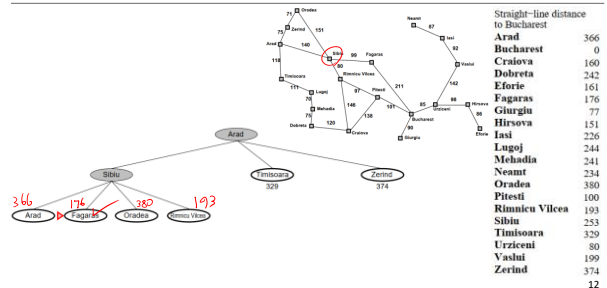 Oradea
71
Zerind
75
151
Arad
140
118
Sibiu
99
Fagaras
80
Rimnicu Vilcea
Timisoara
111
Lugoj
70
Mehadia
75
Dobreta
120
Craiova
146
97
Pitesti
138
101
211
Bucharest
90
Giurgiu
85
Urziceni
98
Hirsova
86
Eforie
142
Vaslui
92
Iasi
87
Neamt
Straight-line distance
to Bucharest
Arad 366
Bucharest 0
Craiova 160
Dobreta 242
Eforie 161
Fagaras 176
Giurgiu 77
Hirsova 151
Iasi 226
Lugoj 244
Mehadia 241
Neamt 234
Oradea 380
Pitesti 100
Rimnicu Vilcea 193
Sibiu 253
Timisoara 329
Urziceni 80
Vaslui 199
Zerind 374
Arad
Sibiu
Timisoara
329
Zerind
374
366
176
380
193
Arad
Fagaras
Oradea
Rimnicu Vilcea
12